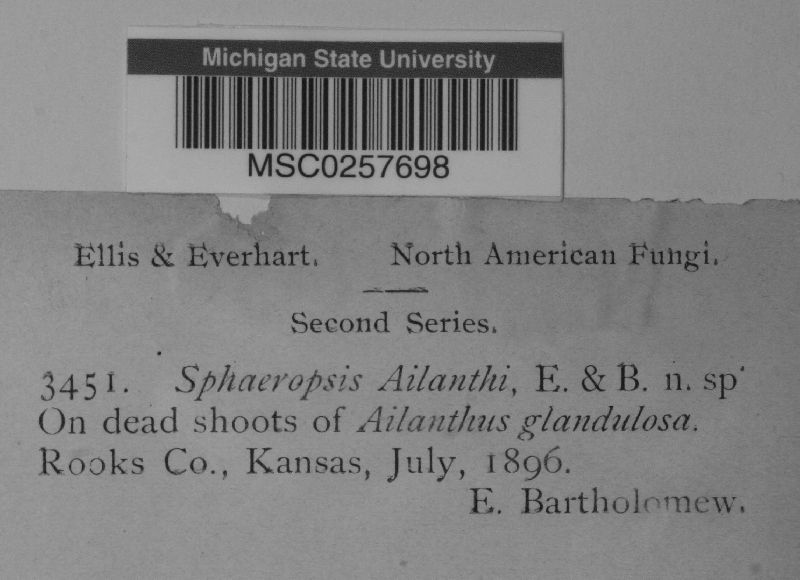 Michigan State University
MSC0257698
Ellis & Everhart. North American Fungi.
Second Series.
3451. Sphaeropsis Ailanthi, E. & B. n. sp.
On dead shoots of Ailanthus glandulosa.
Rooks Co., Kansas, July, 1896.
E. Bartholomew.